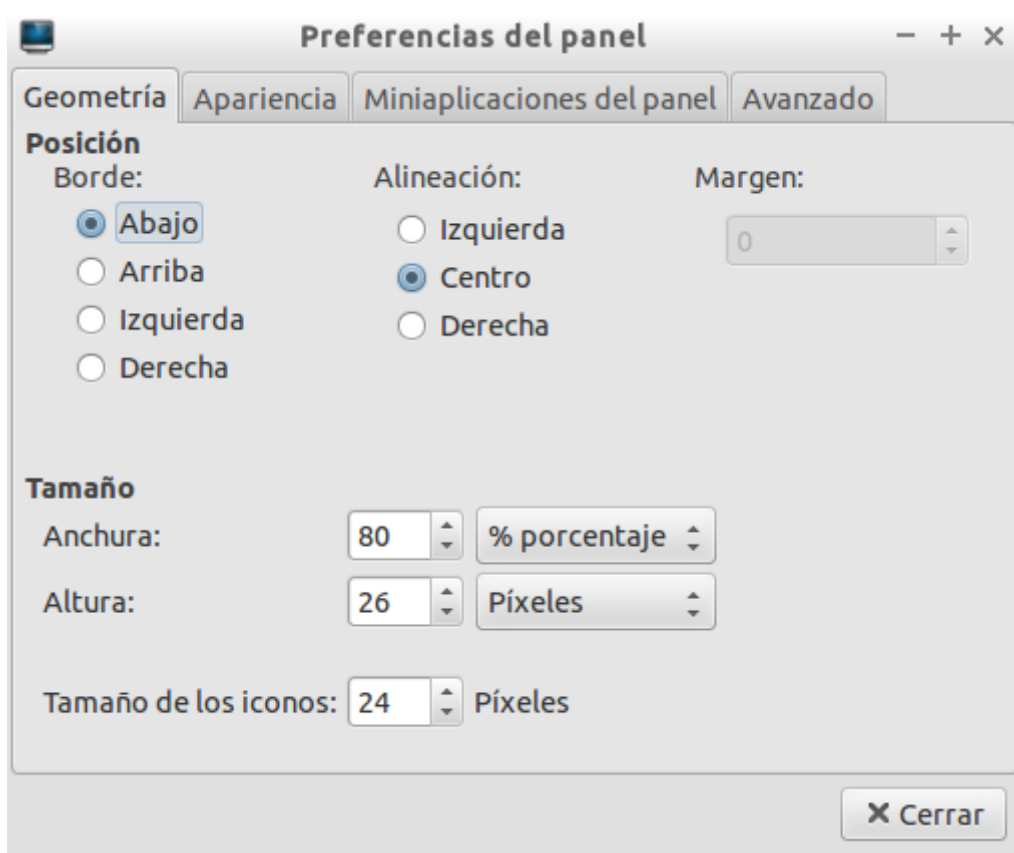 Preferencias del panel
Geometría Apariencia Miniaplicaciones del panel Avanzado
Posición
Borde: Alineación: Margen:
Abajo Izquierda 0
Arriba Centro
Izquierda Derecha
Derecha
Tamaño
Anchura: 80 % porcentaje
Altura: 26 Píxeles
Tamaño de los iconos: 24 Píxeles
Cerrar